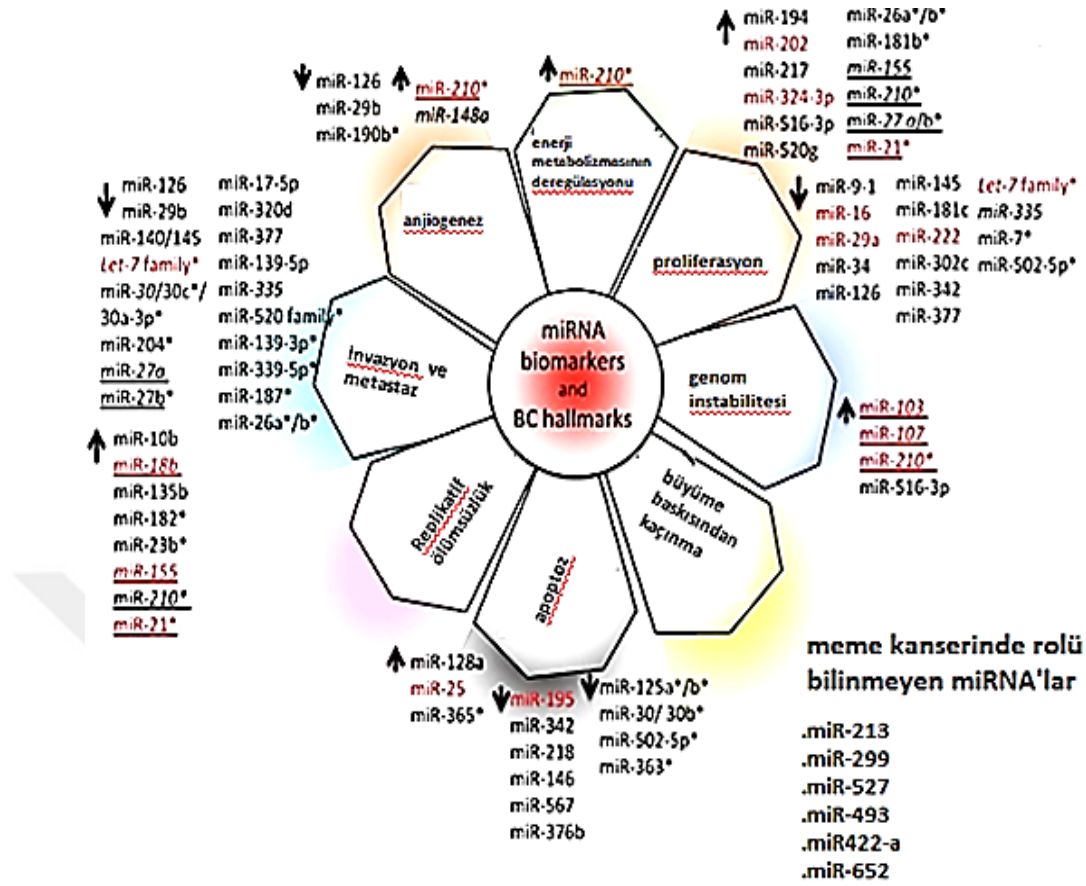 miR-194 miR-26a*/b*
miR-202 miR-181b*
miR-217 miR-155
miR-324-3p miR-210*
miR-516-3p miR-27a/b*
miR-520g miR-21*
miR-210*
miR-126
miR-29b
miR-190b*
miR-210*
miR-148a
enerji
metabolizmasının
deregülasyonu
anjiogenez
proliferasyon
miR-9-1 miR-145 Let-7 family*
miR-16 miR-181c miR-335
miR-29a miR-222 miR-7*
miR-34 miR-302c miR-502-5p*
miR-126 miR-342
miR-377
miR-126 miR-17-5p
miR-29b miR-320d
miR-140/145 miR-377
Let-7 family* miR-139-5p
miR-30/30c*/ miR-335
30a-3p* miR-520 family*
miR-204* miR-139-3p*
miR-27a miR-339-5p*
miR-27b* miR-187*
miR-26a*/b*
İnvazyon ve
metastaz
miRNA
biomarkers
and
BC hallmarks
genom
instabilitesi
miR-103
miR-107
miR-210*
miR-516-3p
miR-10b
miR-18b
miR-135b
miR-182*
miR-23b*
miR-155
miR-210*
miR-21*
Replikatif
ölümsüzlük
apoptoz
büyüme
baskısından
kaçınma
miR-128a
miR-25
miR-365*
miR-195
miR-342
miR-218
miR-146
miR-567
miR-376b
miR-125a*/b*
miR-30/ 30b*
miR-502-5p*
miR-363*
meme kanserinde rolü
bilinmeyen miRNA'lar
.miR-213
.miR-299
.miR-527
.miR-493
.miR422-a
.miR-652